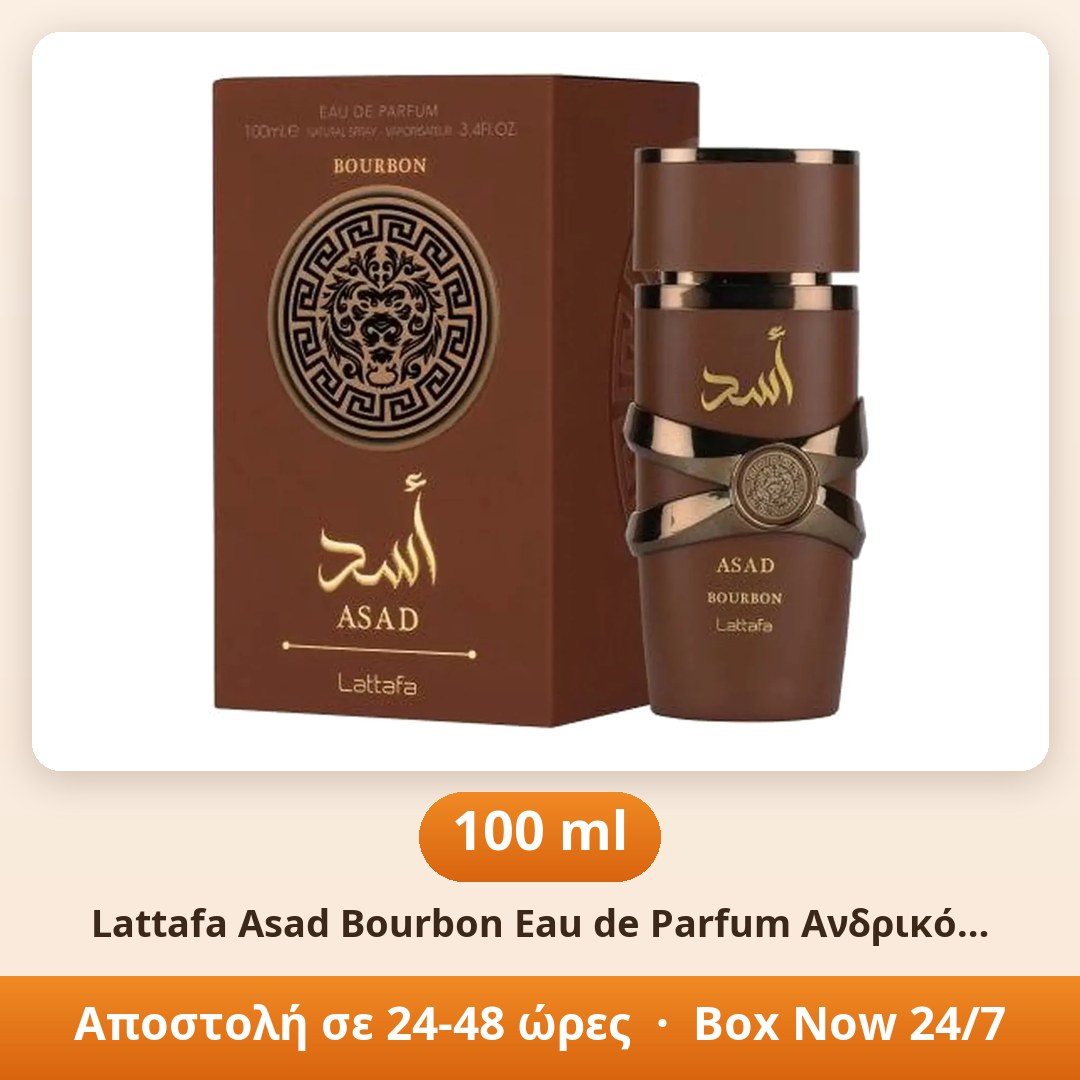 EAU DE PARFUM
100ml.e NATURAL SPRAY - VAPORISATEUR 3.4Fl.OZ
BOURBON
أسد
ASAD
Lattafa
أسد
ASAD
BOURBON
Lattafa
100 ml
Lattafa Asad Bourbon Eau de Parfum Ανδρικό...
Αποστολή σε 24-48 ώρες · Box Now 24/7